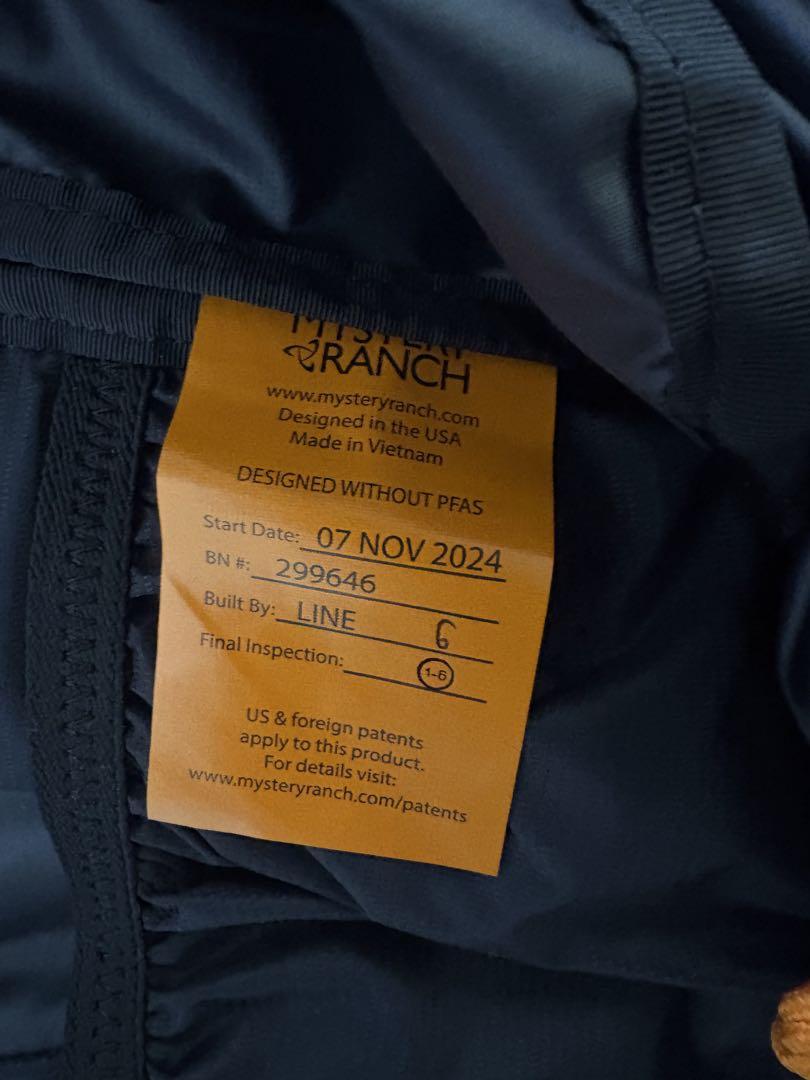 MYSTERY
RANCH
www.mysteryranch.com
Designed in the USA
Made in Vietnam
DESIGNED WITHOUT PFAS
Start Date: 07 NOV 2024
BN #: 299646
Built By: LINE 6
Final Inspection: 1-6
US & foreign patents
apply to this product.
For details visit:
www.mysteryranch.com/patents